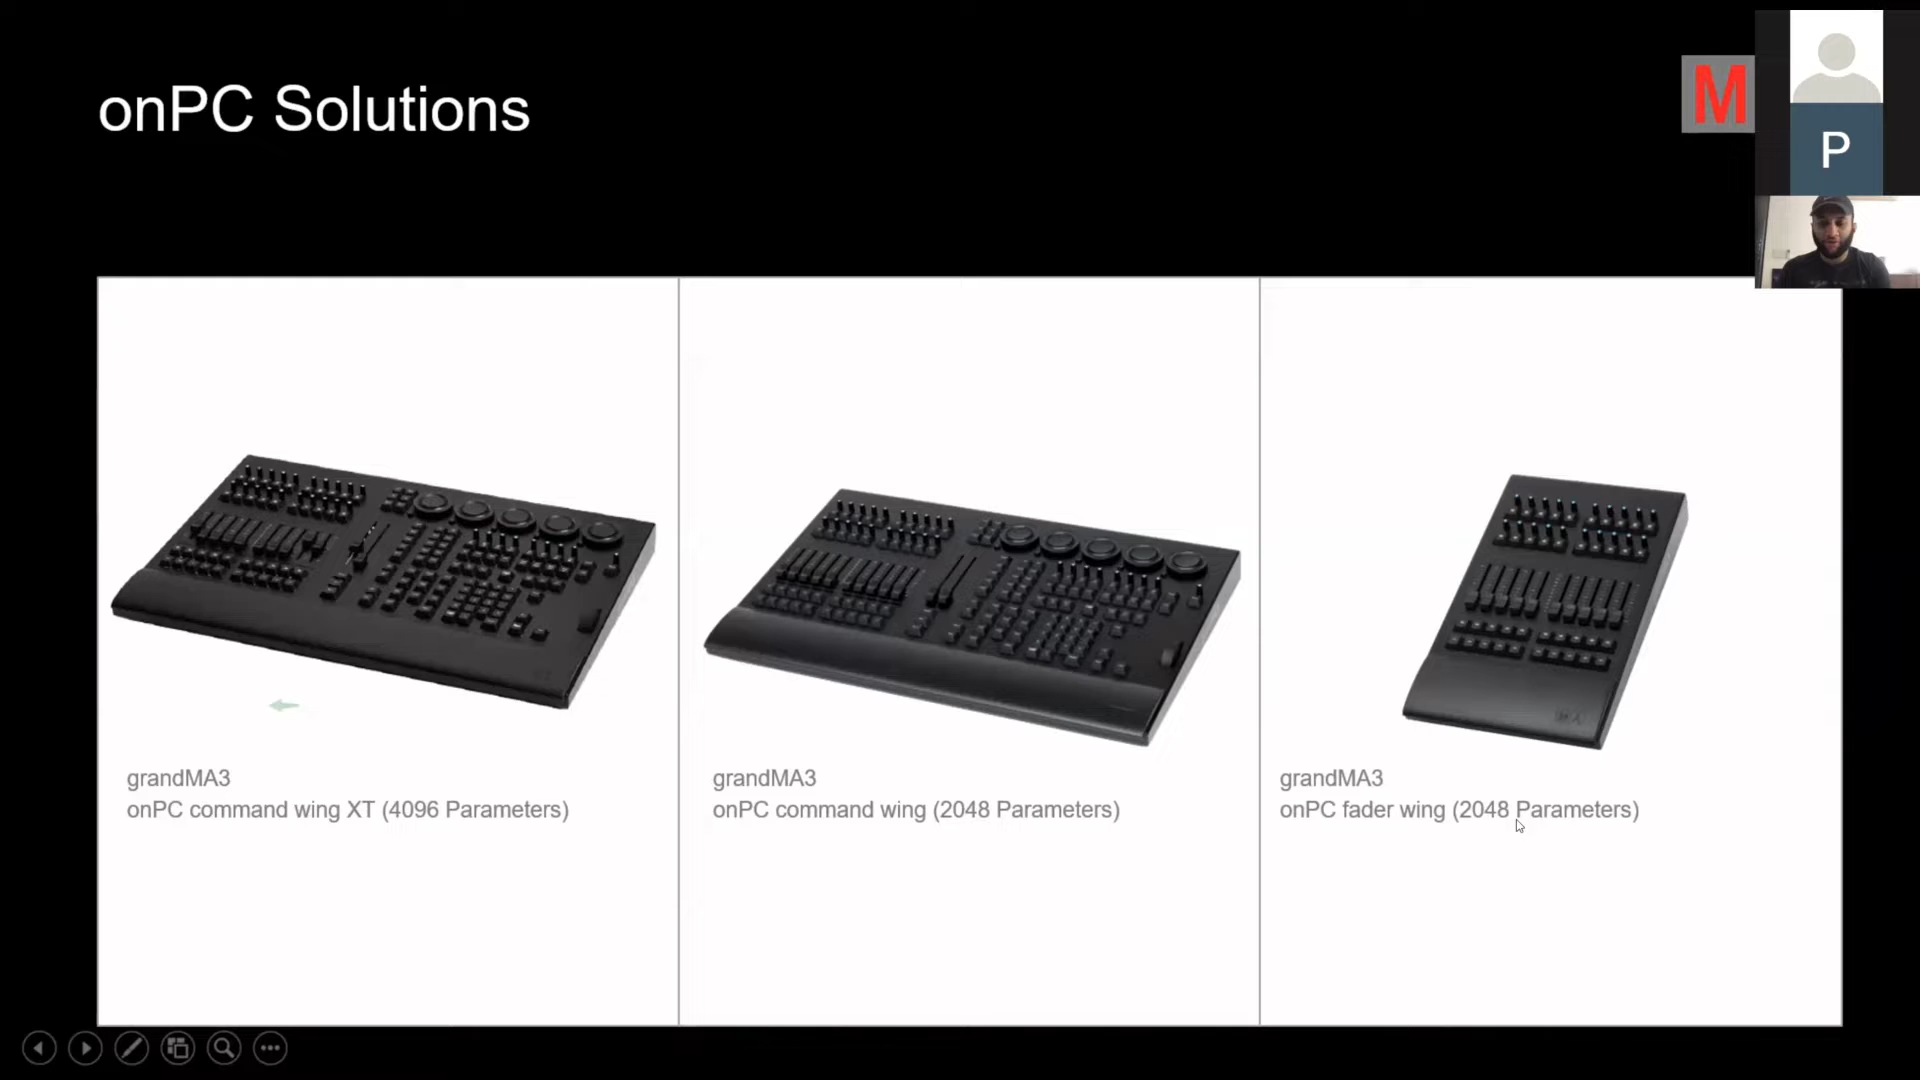 onPC Solutions
M
P
grandMA3
onPC command wing XT (4096 Parameters)
grandMA3
onPC command wing (2048 Parameters)
grandMA3
onPC fader wing (2048 Parameters)